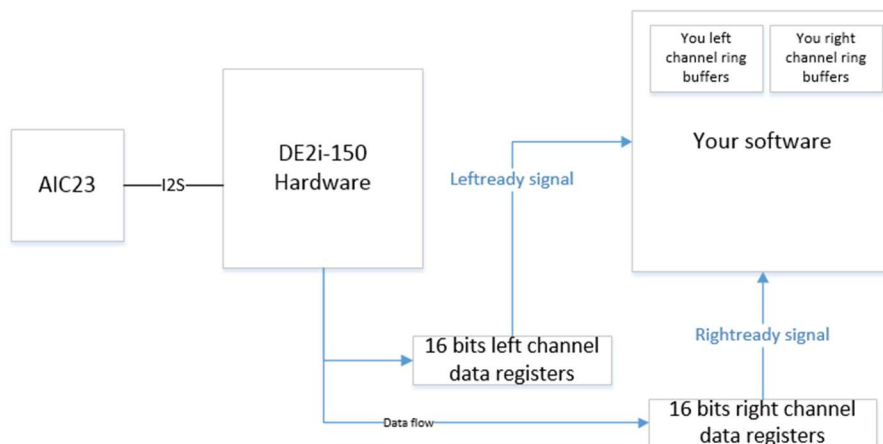 You left
channel ring
buffers
You right
channel ring
buffers
DE2i-150
Hardware
Your software
AIC23
I2S
Leftready signal
Rightready signal
16 bits left channel
data registers
Data flow
16 bits right channel
data registers